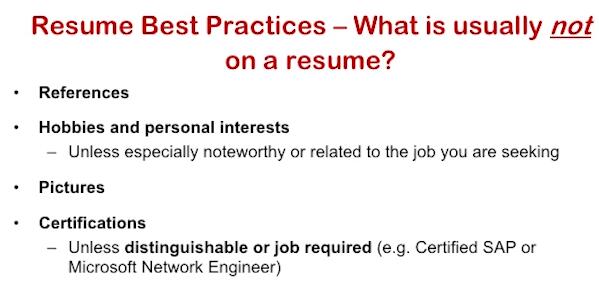 Resume Best Practices – What is usually not
on a resume?
• References
• Hobbies and personal interests
– Unless especially noteworthy or related to the job you are seeking
• Pictures
• Certifications
– Unless distinguishable or job required (e.g. Certified SAP or
Microsoft Network Engineer)